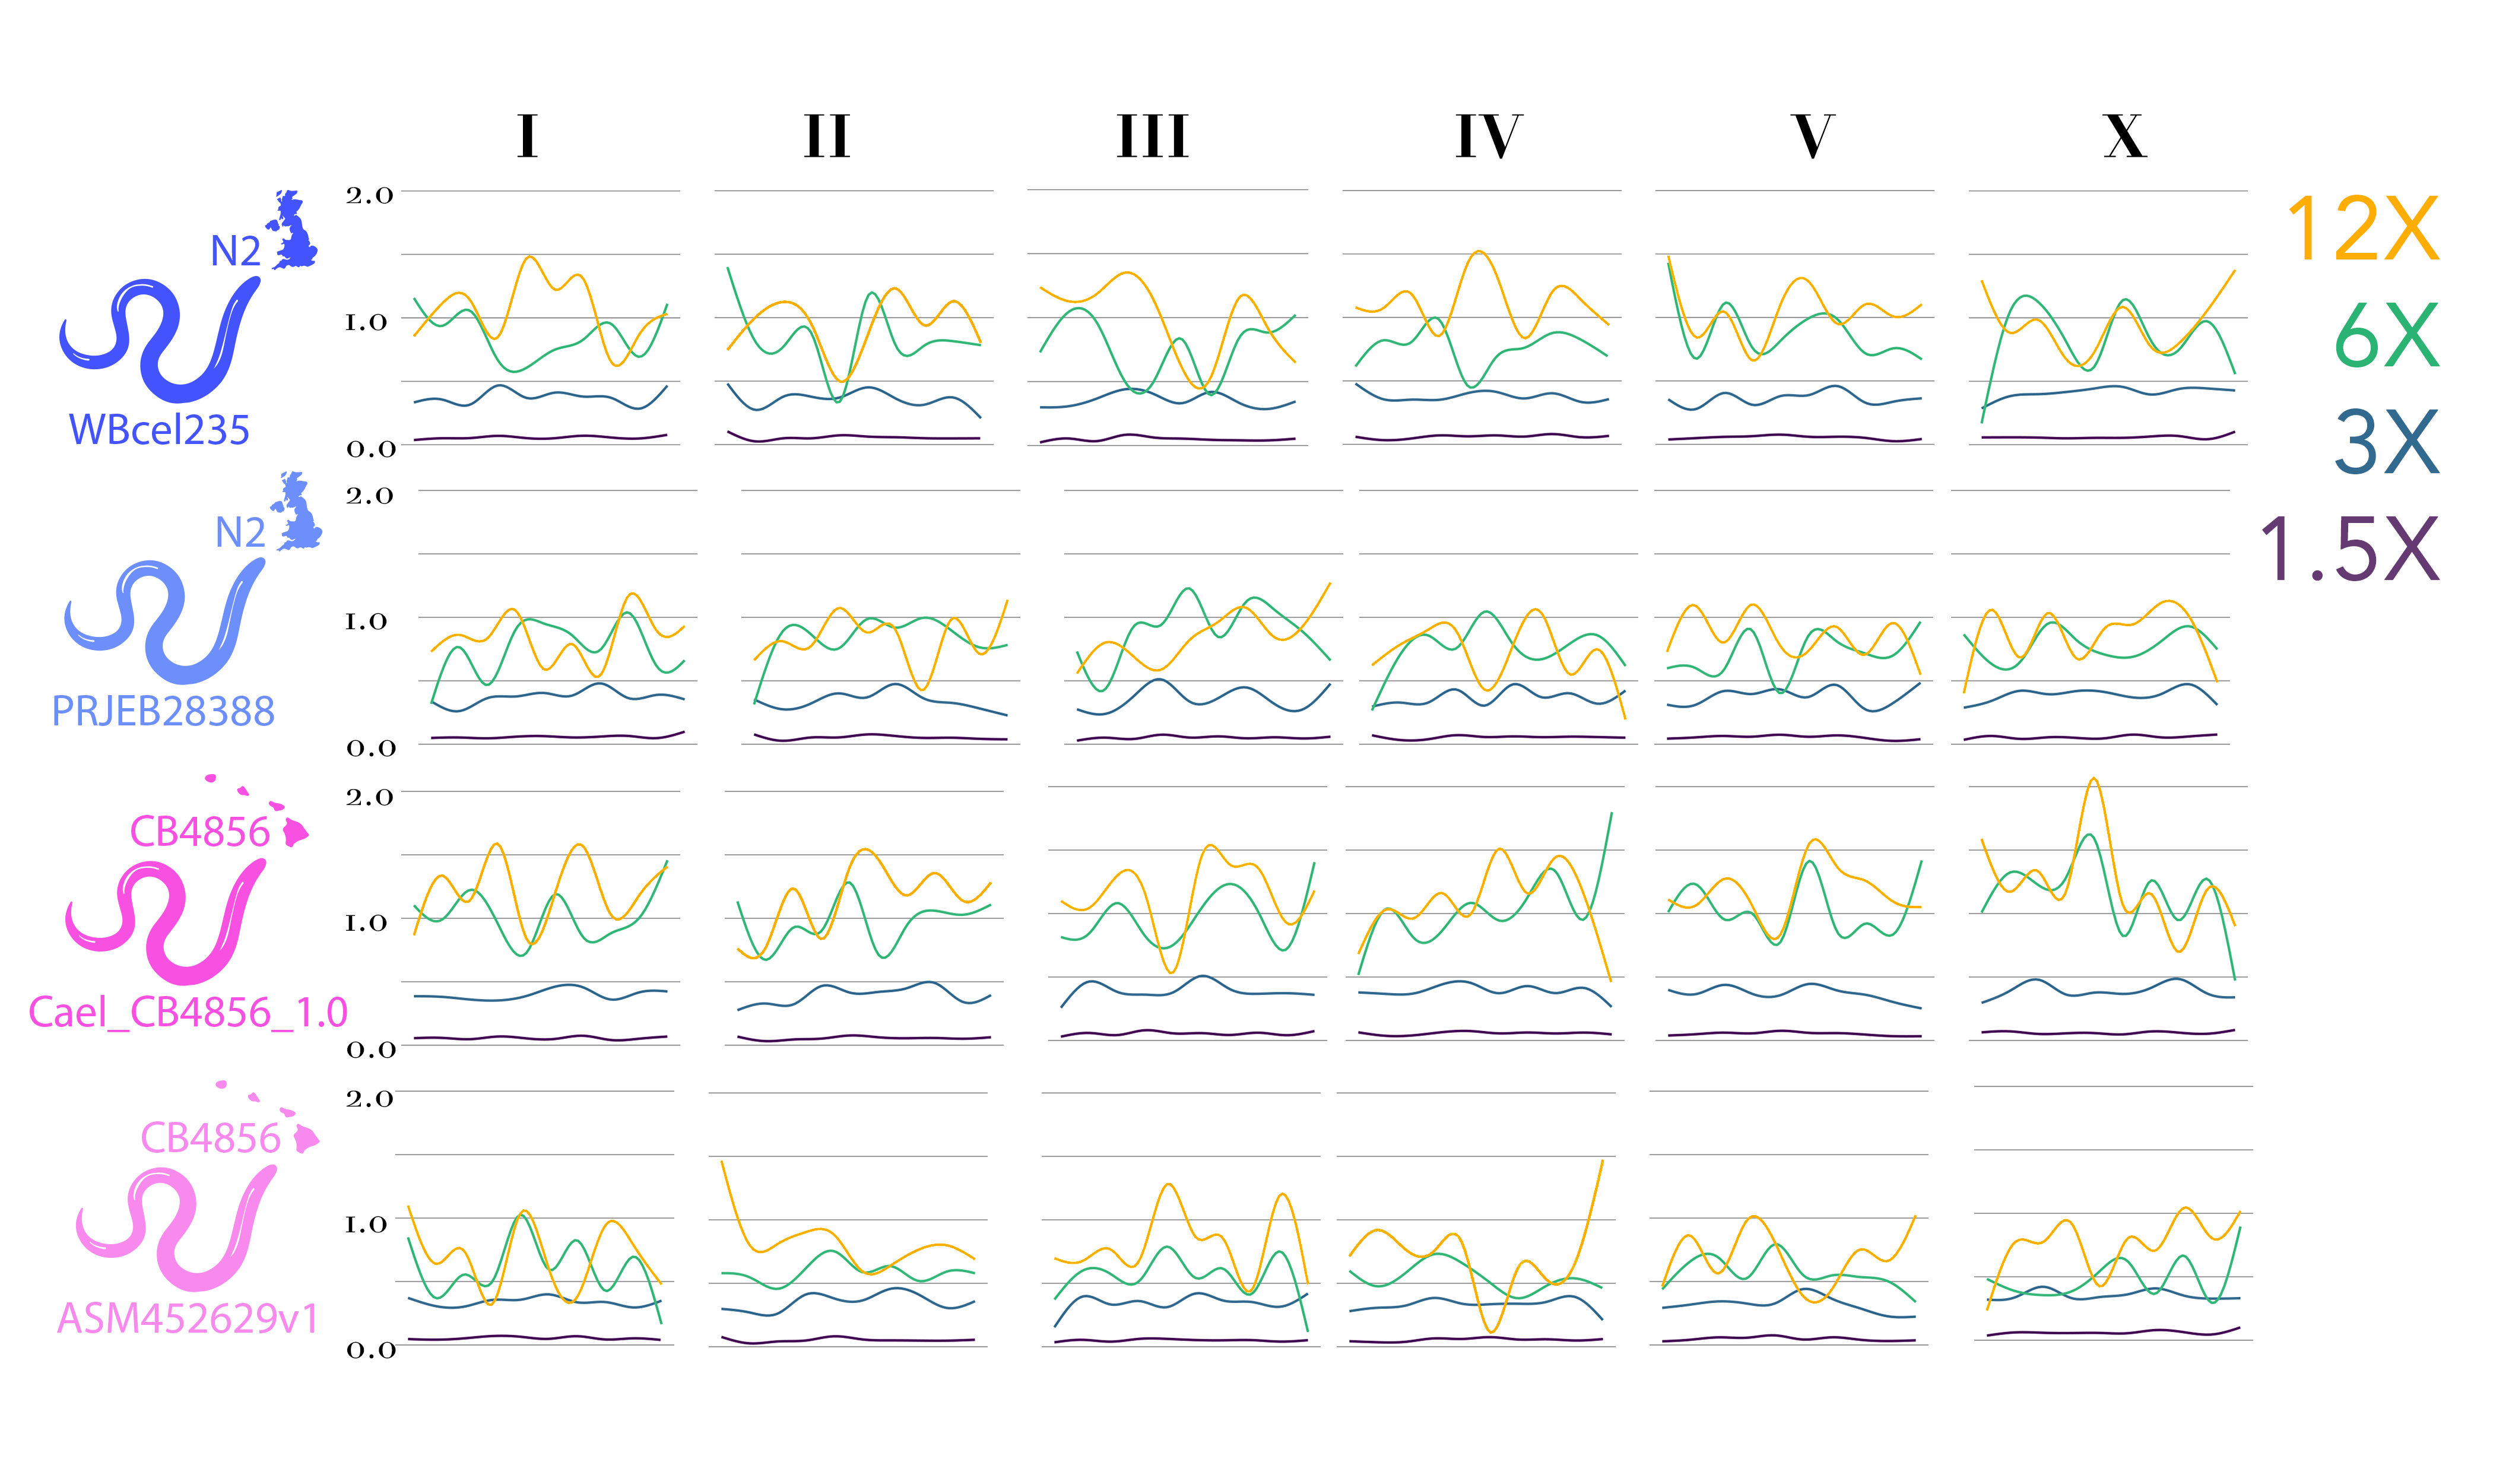 I II III IV V X
2.0
1.0
0.0
N2
WBcel235
12X
6X
3X
1.5X
2.0
1.0
0.0
N2
PRJEB28388
2.0
1.0
0.0
CB4856
Cael_CB4856_1.0
2.0
1.0
0.0
CB4856
ASM452629v1